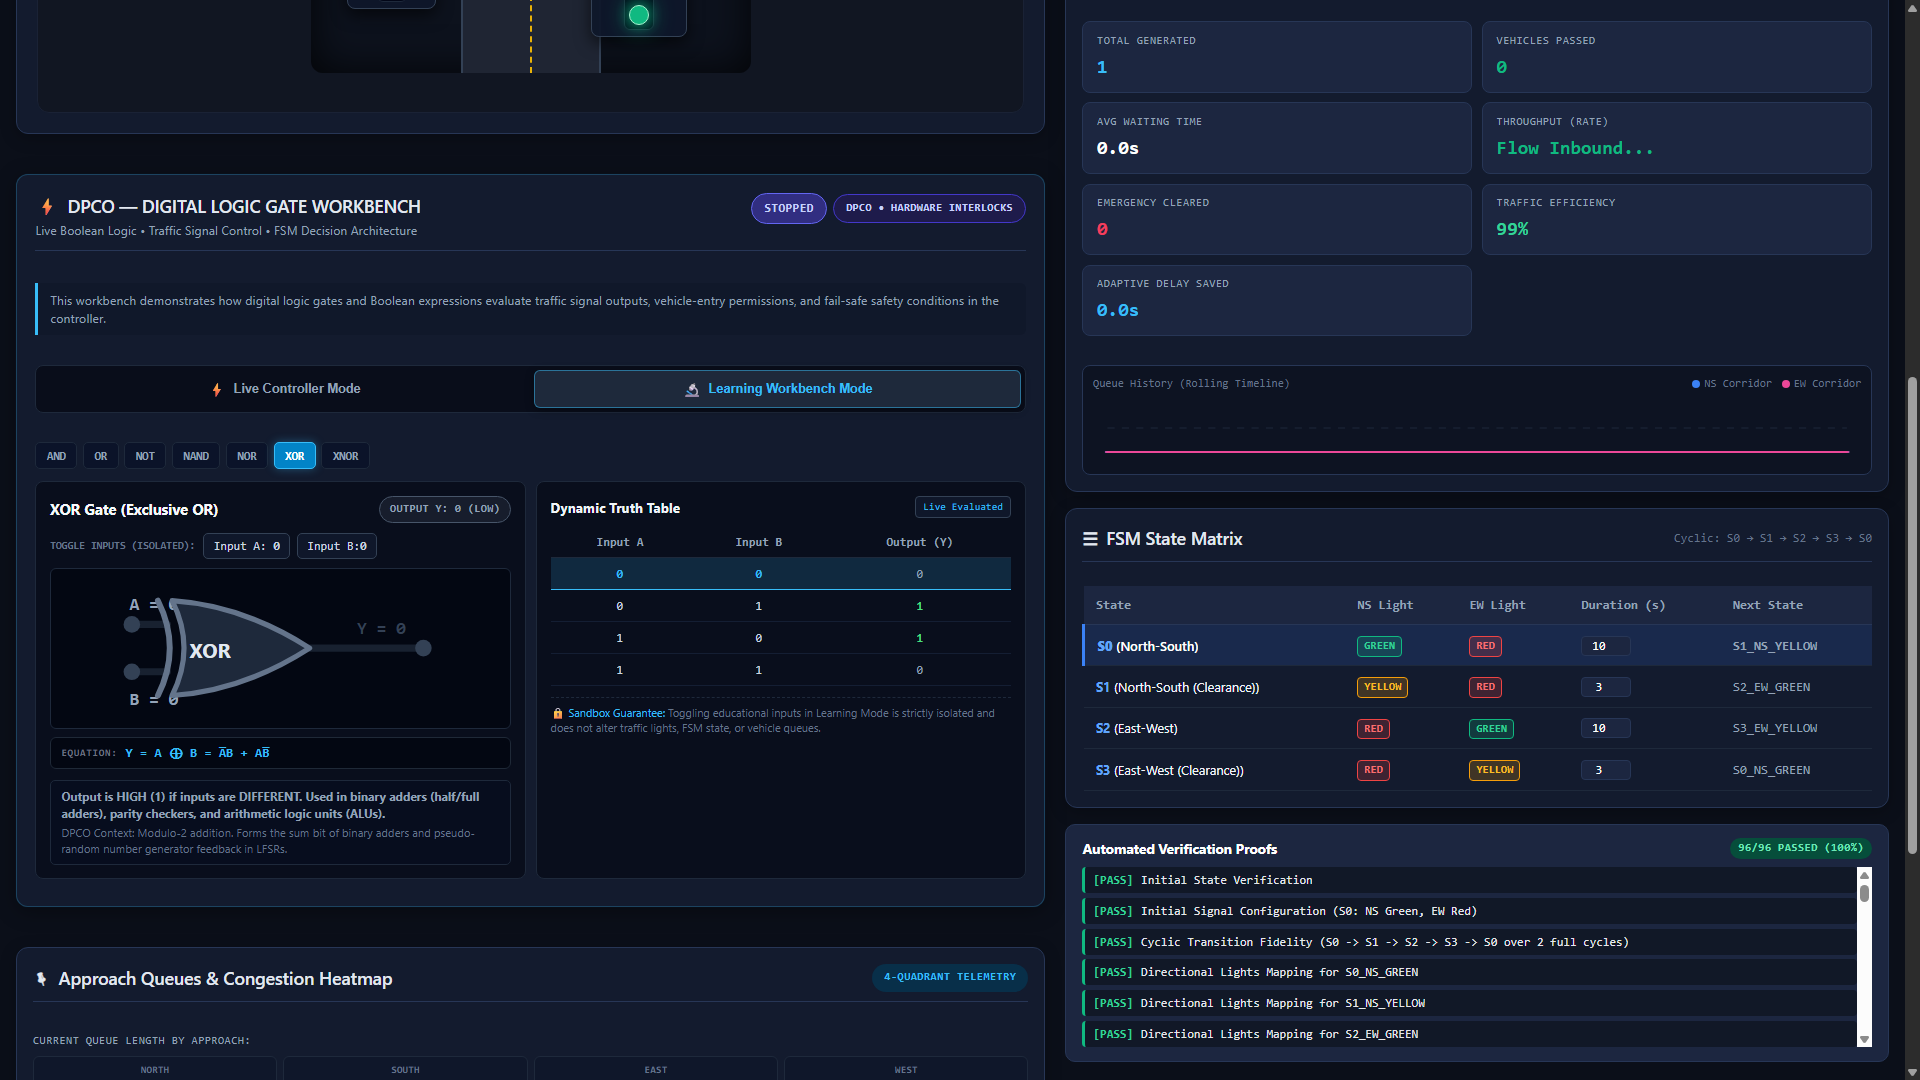 DPCO — DIGITAL LOGIC GATE WORKBENCH
STOPPED
DPCO • HARDWARE INTERLOCKS
Live Boolean Logic • Traffic Signal Control • FSM Decision Architecture
This workbench demonstrates how digital logic gates and Boolean expressions evaluate traffic signal outputs, vehicle-entry permissions, and fail-safe safety conditions in the
controller.
Live Controller Mode
Learning Workbench Mode
AND OR NOT NAND NOR XOR XNOR
XOR Gate (Exclusive OR)
OUTPUT Y: 0 (LOW)
TOGGLE INPUTS (ISOLATED): Input A: 0 Input B:0
A = 0
Y = 0
XOR
B = 0
EQUATION: Y = A ⊕ B = A̅B + AB̅
Output is HIGH (1) if inputs are DIFFERENT. Used in binary adders (half/full
adders), parity checkers, and arithmetic logic units (ALUs).
DPCO Context: Modulo-2 addition. Forms the sum bit of binary adders and pseudo-
random number generator feedback in LFSRs.
Dynamic Truth Table
Live Evaluated
Input A Input B Output (Y)
0 0 0
0 1 1
1 0 1
1 1 0
🔒 Sandbox Guarantee: Toggling educational inputs in Learning Mode is strictly isolated and
does not alter traffic lights, FSM state, or vehicle queues.
Approach Queues & Congestion Heatmap
4-QUADRANT TELEMETRY
CURRENT QUEUE LENGTH BY APPROACH:
NORTH SOUTH EAST WEST
TOTAL GENERATED
1
VEHICLES PASSED
0
AVG WAITING TIME
0.0s
THROUGHPUT (RATE)
Flow Inbound...
EMERGENCY CLEARED
0
TRAFFIC EFFICIENCY
99%
ADAPTIVE DELAY SAVED
0.0s
Queue History (Rolling Timeline)
NS Corridor EW Corridor
☰ FSM State Matrix
Cyclic: S0 → S1 → S2 → S3 → S0
State NS Light EW Light Duration (s) Next State
S0 (North-South) GREEN RED 10 S1_NS_YELLOW
S1 (North-South (Clearance)) YELLOW RED 3 S2_EW_GREEN
S2 (East-West) RED GREEN 10 S3_EW_YELLOW
S3 (East-West (Clearance)) RED YELLOW 3 S0_NS_GREEN
Automated Verification Proofs
96/96 PASSED (100%)
[PASS] Initial State Verification
[PASS] Initial Signal Configuration (S0: NS Green, EW Red)
[PASS] Cyclic Transition Fidelity (S0 -> S1 -> S2 -> S3 -> S0 over 2 full cycles)
[PASS] Directional Lights Mapping for S0_NS_GREEN
[PASS] Directional Lights Mapping for S1_NS_YELLOW
[PASS] Directional Lights Mapping for S2_EW_GREEN